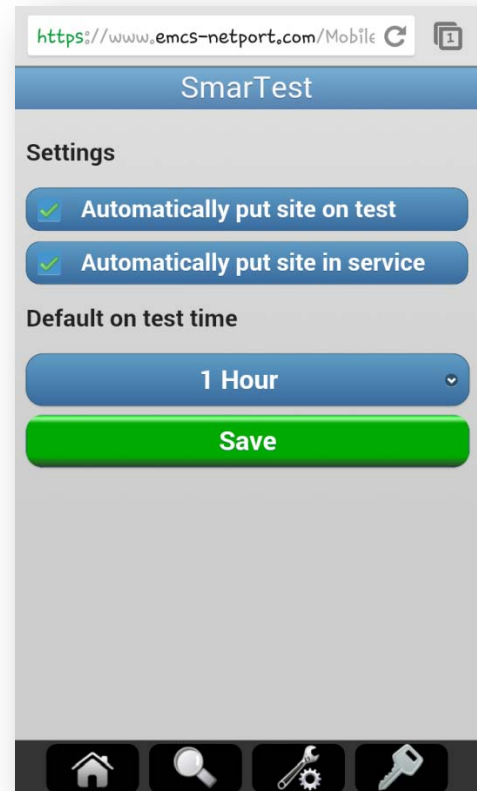 https://www.emcs-netport.com/Mobile
1
SmarTest
Settings
Automatically put site on test
Automatically put site in service
Default on test time
1 Hour
Save